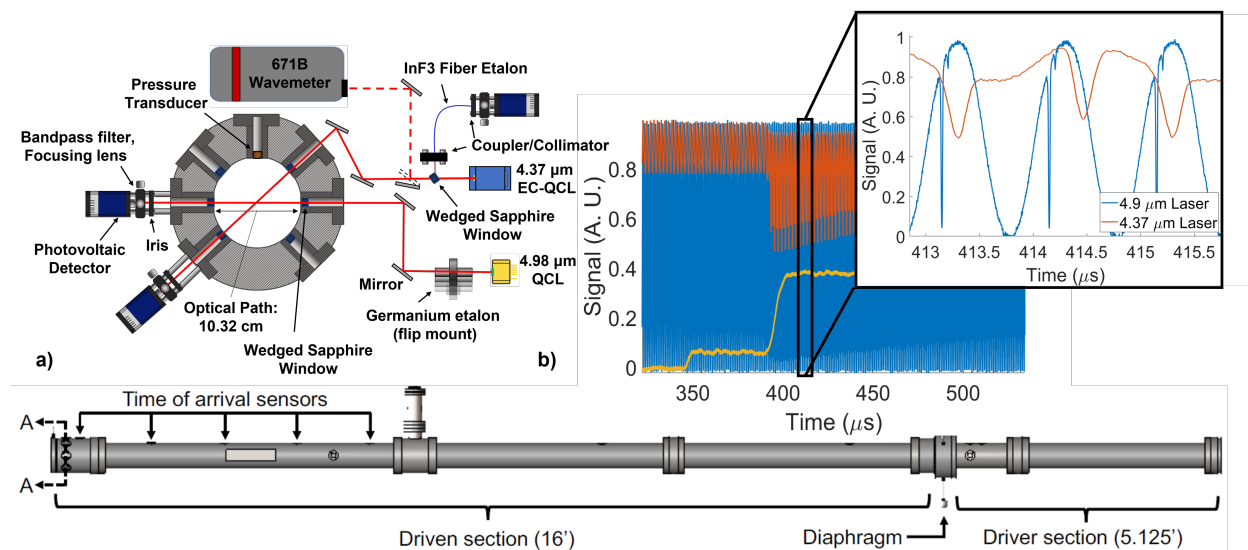 671B
Wavemeter
Pressure
Transducer
InF3 Fiber Etalon
Bandpass filter,
Focusing lens
Coupler/Collimator
4.37 µm
EC-QCL
Wedged Sapphire
Window
Iris
Photovoltaic
Detector
4.98 µm
QCL
Mirror
Optical Path:
10.32 cm
Germanium etalon
(flip mount)
Wedged Sapphire
Window
a)
b)
Signal (A. U.)
0.8
0.6
0.4
0.2
0
350
400
450
500
Time (µs)
Signal (A. U.)
1
0.8
0.6
0.4
0.2
0
4.9 µm Laser
4.37 µm Laser
413
413.5
414
414.5
415
415.5
Time (µs)
Time of arrival sensors
A
A
Driven section (16’)
Diaphragm
Driver section (5.125’)